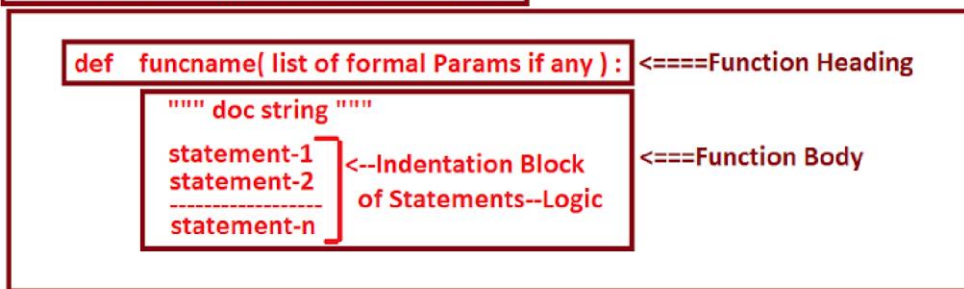 def funcname( list of formal Params if any ) : <====Function Heading
""" doc string """
statement-1
<--Indentation Block
<===Function Body
statement-2
of Statements--Logic
------------------
statement-n